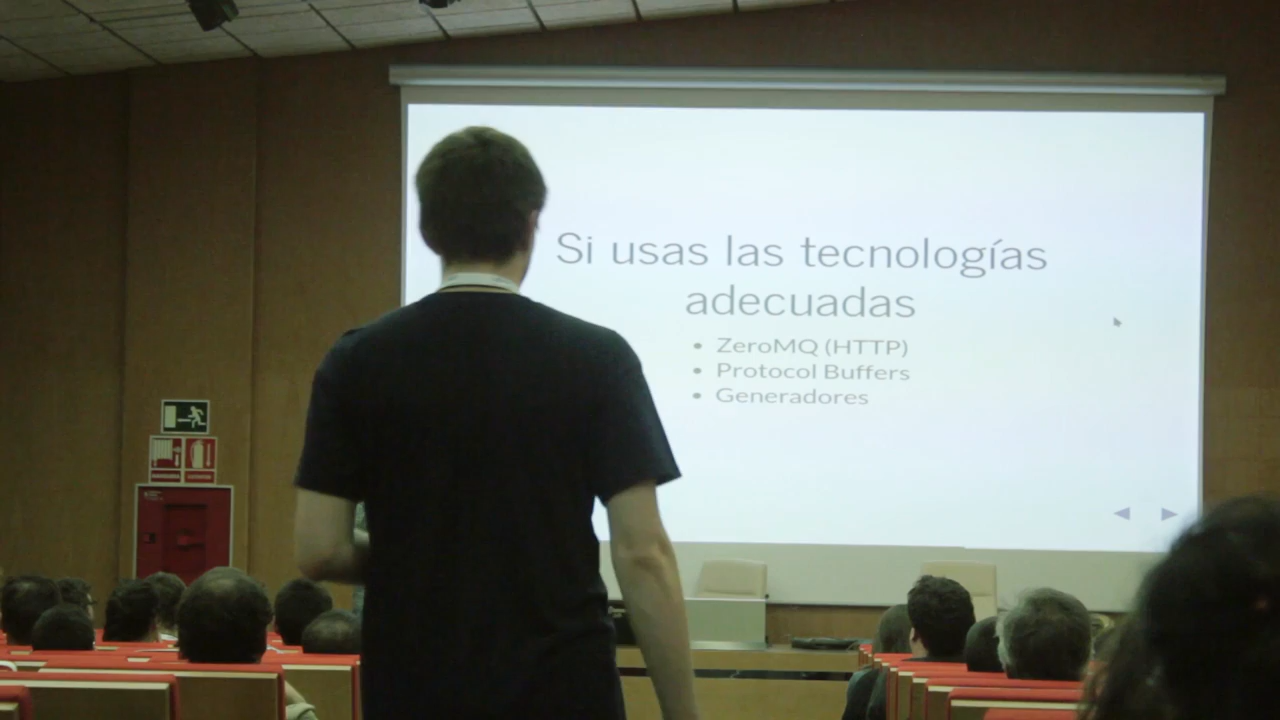 Si usas las tecnologías
adecuadas
ZeroMQ (HTTP)
Protocol Buffers
Generadores